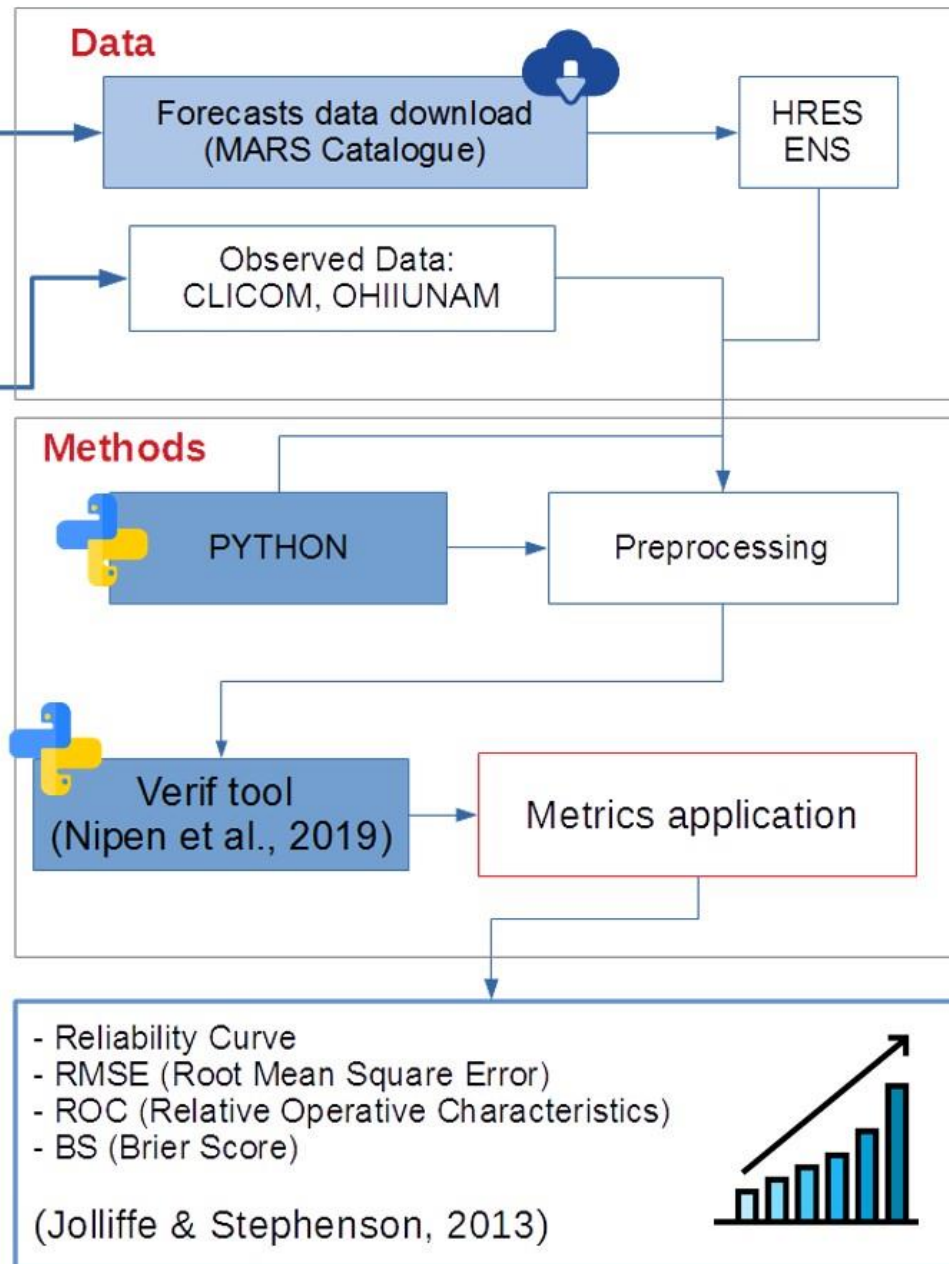 Data
Forecasts data download
(MARS Catalogue)
HRES
ENS
Observed Data:
CLICOM, OHIIUNAM
Methods
PYTHON
Preprocessing
Verif tool
(Nipen et al., 2019)
Metrics application
- Reliability Curve
- RMSE (Root Mean Square Error)
- ROC (Relative Operative Characteristics)
- BS (Brier Score)
(Jolliffe & Stephenson, 2013)